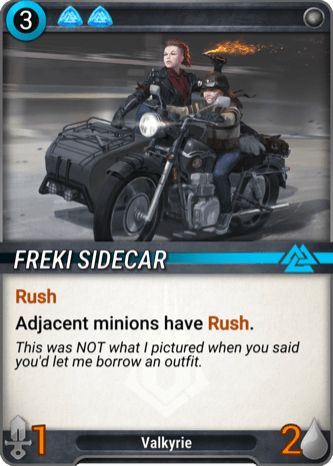 3
FREKI SIDECAR
Rush
Adjacent minions have Rush.
This was NOT what I pictured when you said
you'd let me borrow an outfit.
1
Valkyrie
2